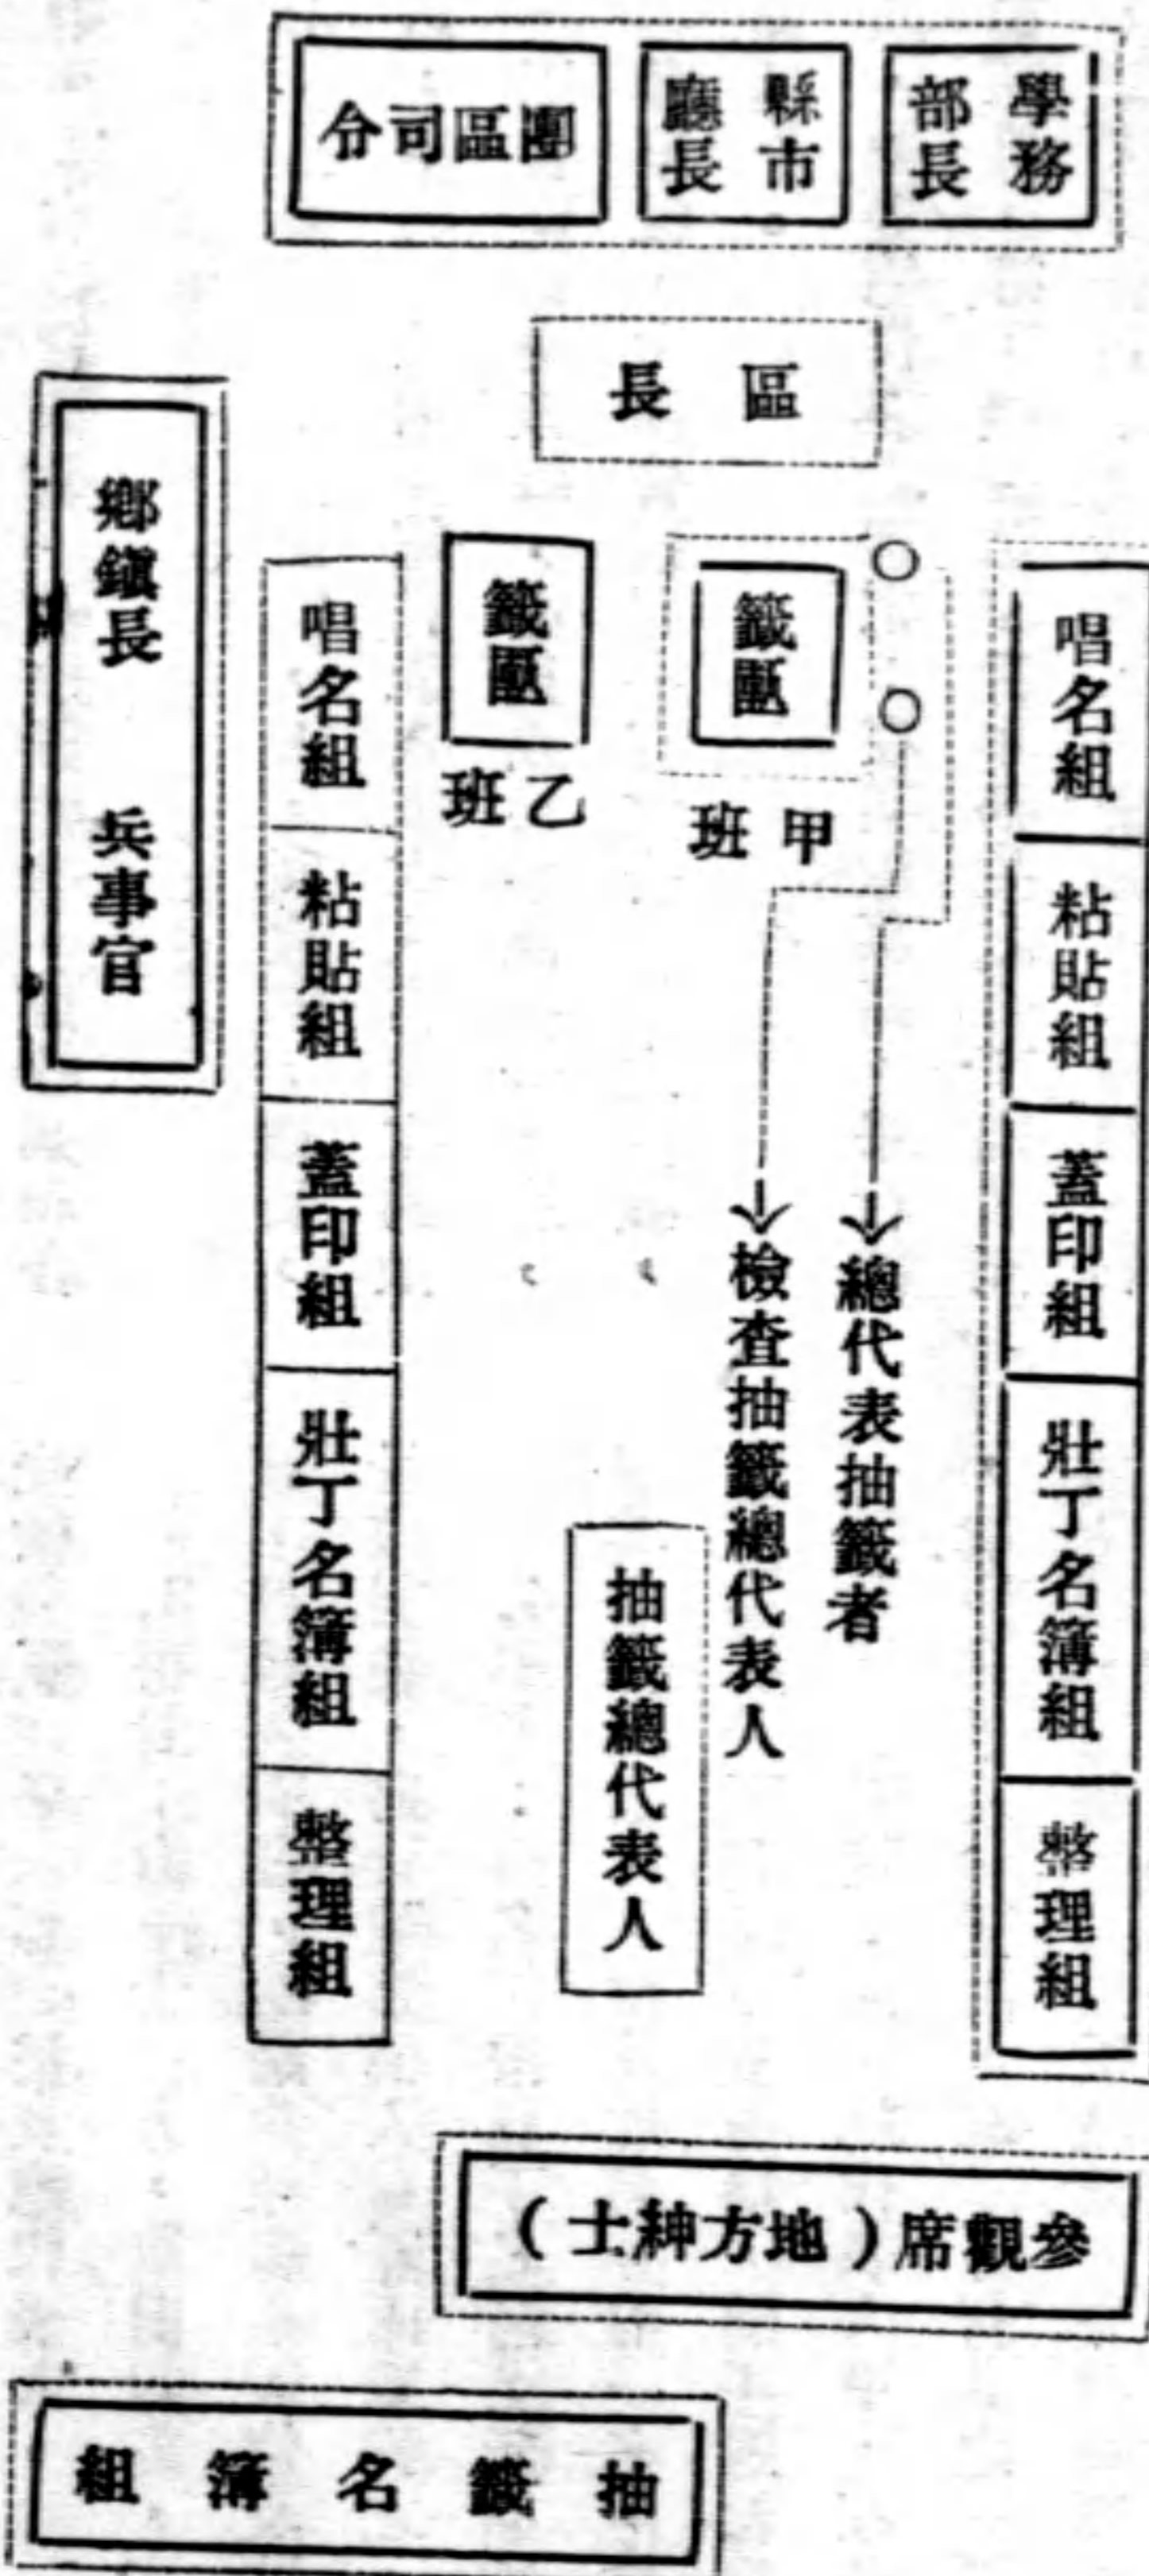 學務
部長
縣市
廳長
團區司令
區長
唱名組
粘貼組
蓋印組
壯丁名簿組
整理組
籤匭
甲班
籤匭
乙班
總代表抽籤者
檢查抽籤總代表人
抽籤總代表人
唱名組
粘貼組
蓋印組
壯丁名簿組
整理組
鄉鎮長 兵事官
參觀席(地方紳士)
抽籤名簿組